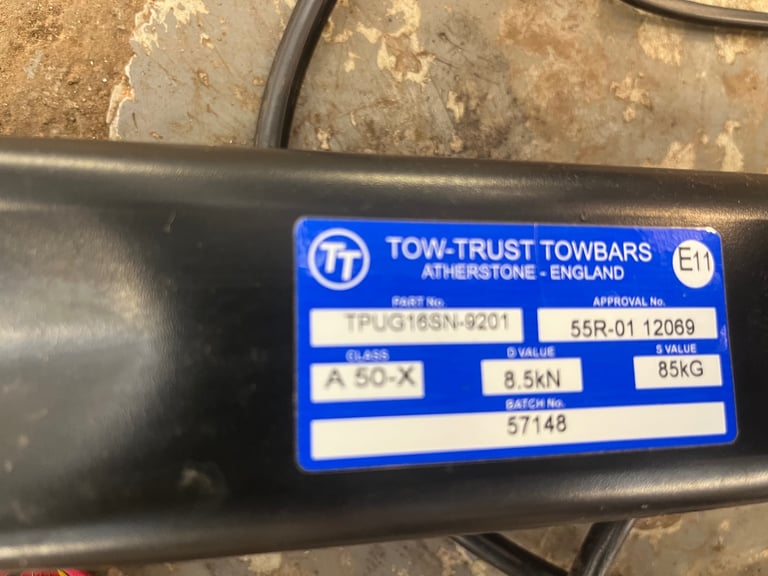 TT
TOW-TRUST TOWBARS
E11
ATHERSTONE - ENGLAND
PART No.
APPROVAL No.
TPUG16SN-9201
55R-01 12069
CLASS
D VALUE
S VALUE
A 50-X
8.5kN
85kG
BATCH No.
57148